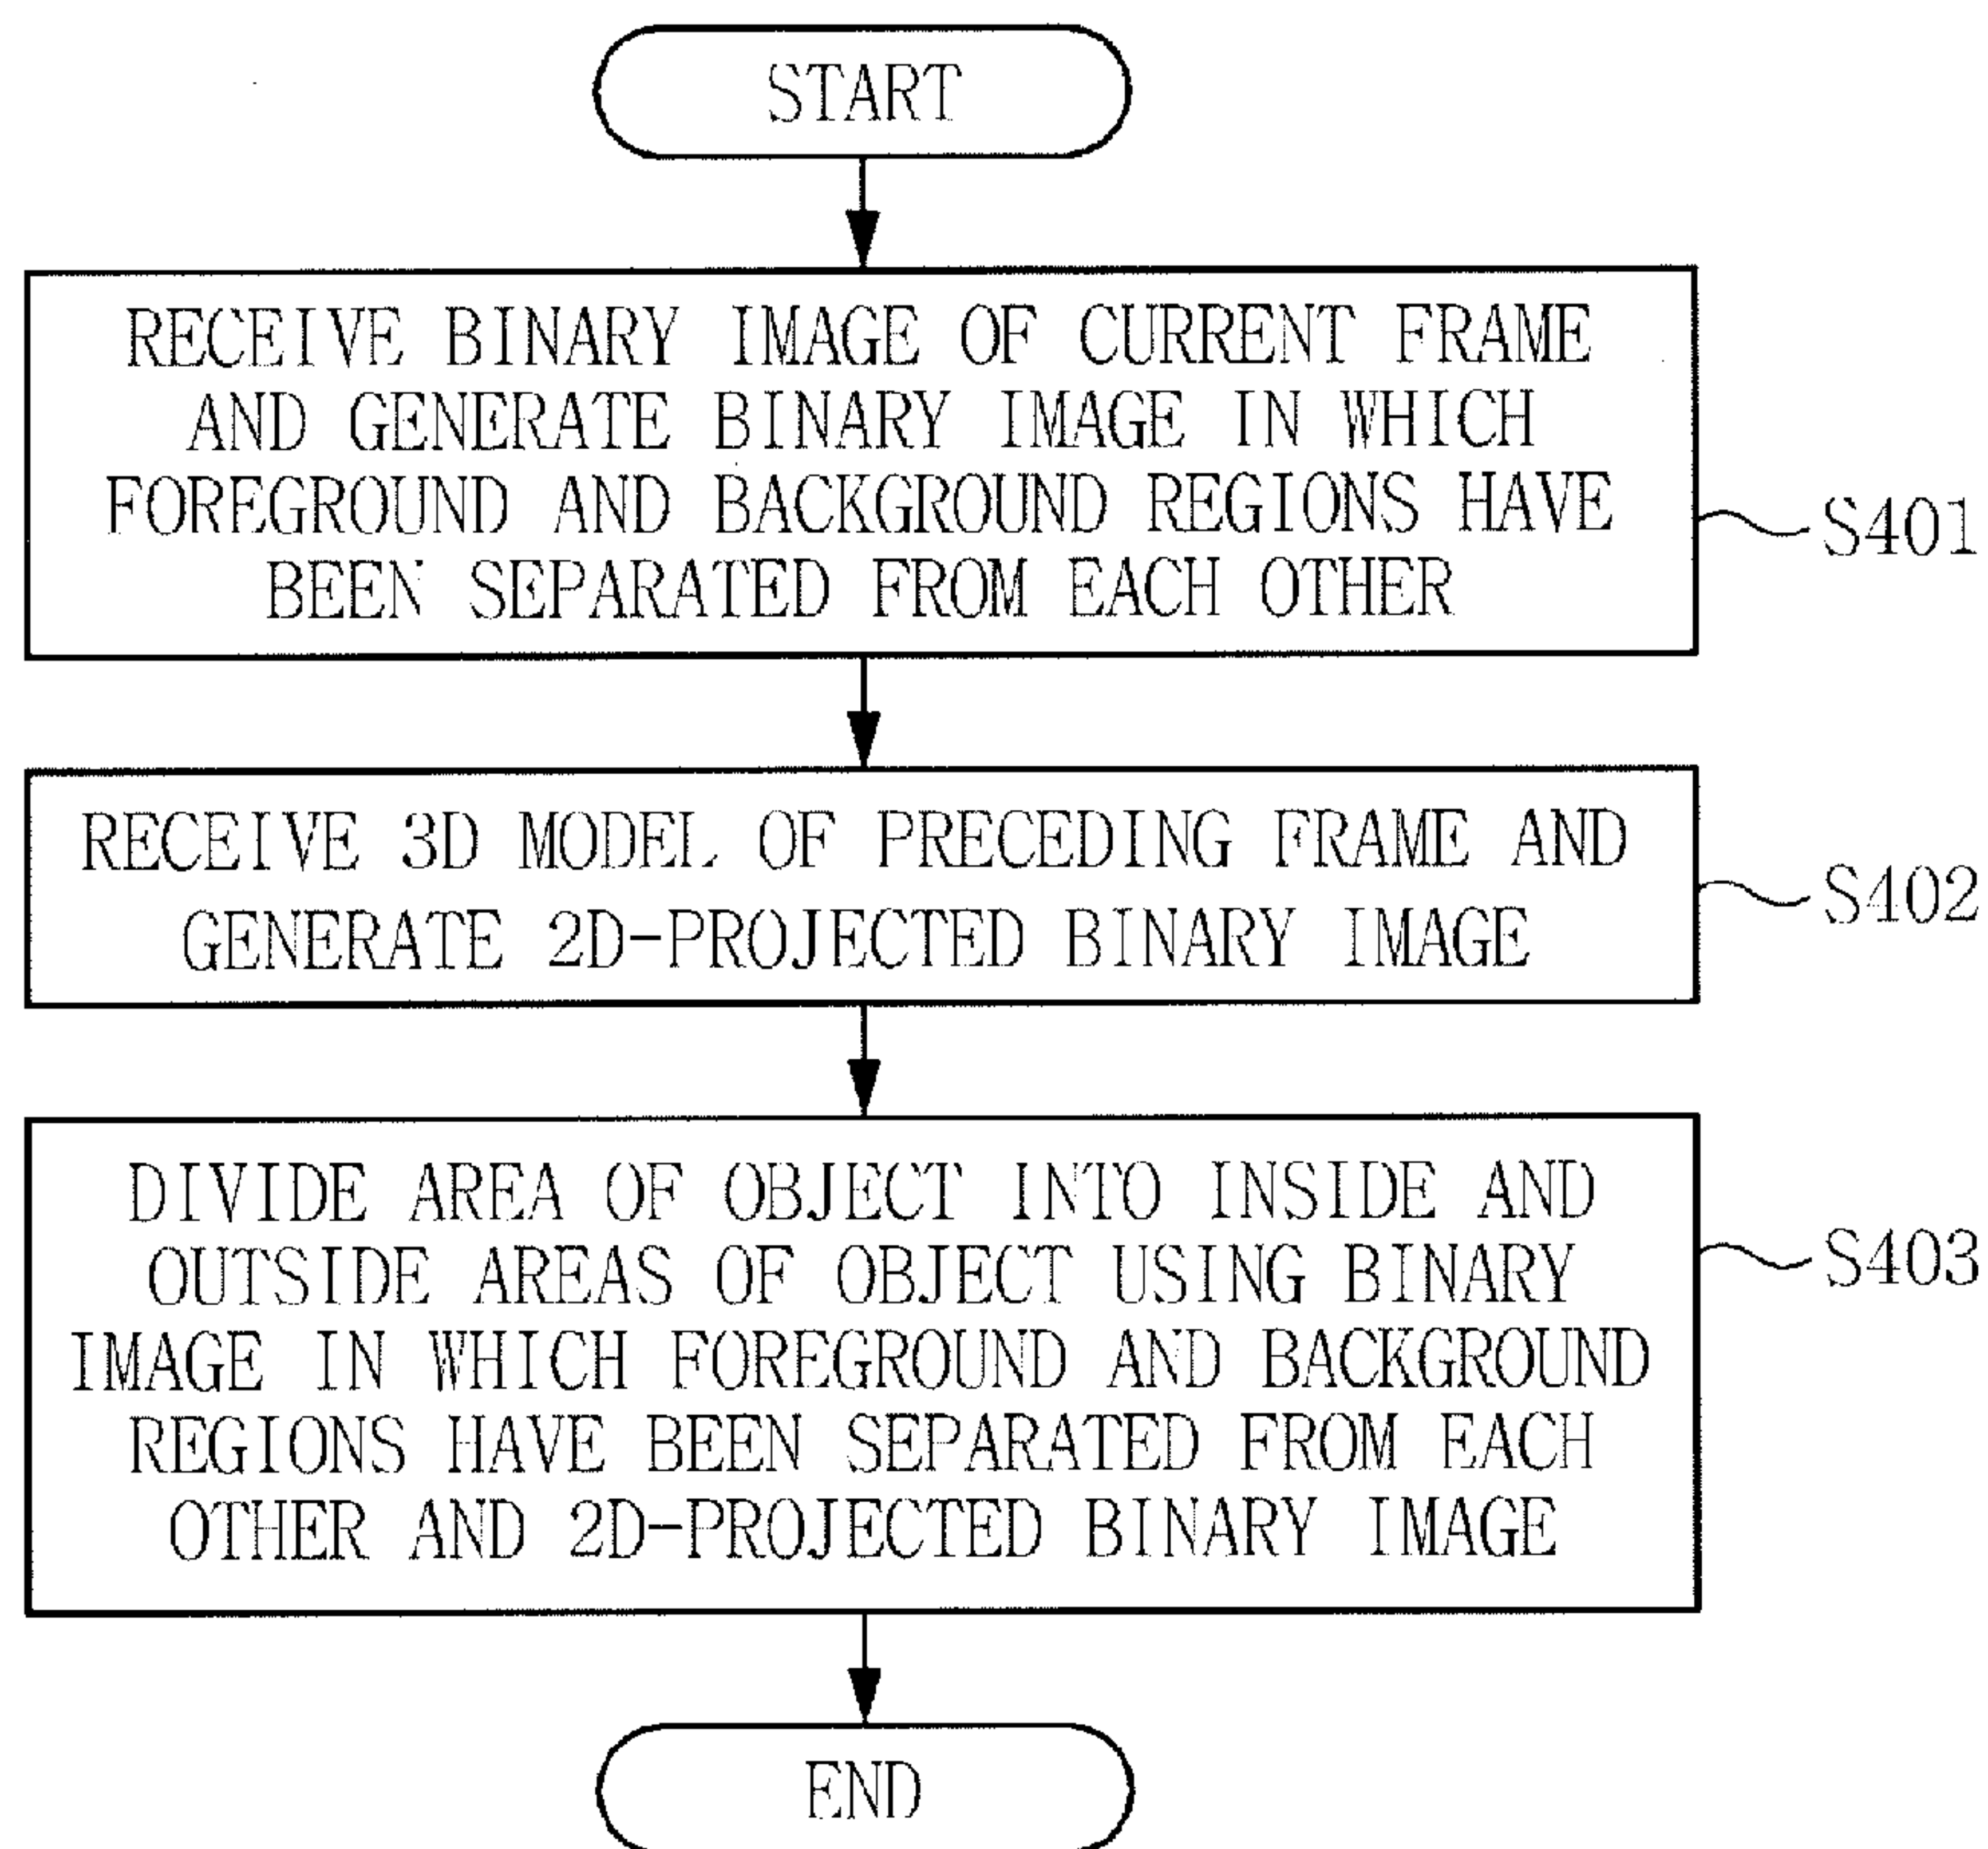 START
RECEIVE BINARY IMAGE OF CURRENT FRAME
AND GENERATE BINARY IMAGE IN WHICH
FOREGROUND AND BACKGROUND REGIONS HAVE
BEEN SEPARATED FROM EACH OTHER
S401
RECEIVE 3D MODEL OF PRECEDING FRAME AND
GENERATE 2D-PROJECTED BINARY IMAGE
S402
DIVIDE AREA OF OBJECT INTO INSIDE AND
OUTSIDE AREAS OF OBJECT USING BINARY
IMAGE IN WHICH FOREGROUND AND BACKGROUND
REGIONS HAVE BEEN SEPARATED FROM EACH
OTHER AND 2D-PROJECTED BINARY IMAGE
S403
END